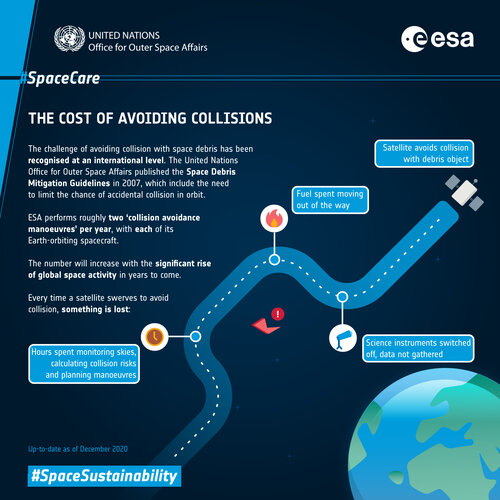 UNITED NATIONS
Office for Outer Space Affairs
esa
#SpaceCare
THE COST OF AVOIDING COLLISIONS
The challenge of avoiding collision with space debris has been
recognised at an international level. The United Nations
Office for Outer Space Affairs published the Space Debris
Mitigation Guidelines in 2007, which include the need
to limit the chance of accidental collision in orbit.
ESA performs roughly two ‘collision avoidance
manoeuvres’ per year, with each of its
Earth-orbiting spacecraft.
The number will increase with the significant rise
of global space activity in years to come.
Every time a satellite swerves to avoid
collision, something is lost:
Satellite avoids collision
with debris object
Fuel spent moving
out of the way
!
Science instruments switched
off, data not gathered
Hours spent monitoring skies,
calculating collision risks
and planning manoeuvres
Up-to-date as of December 2020
#SpaceSustainability